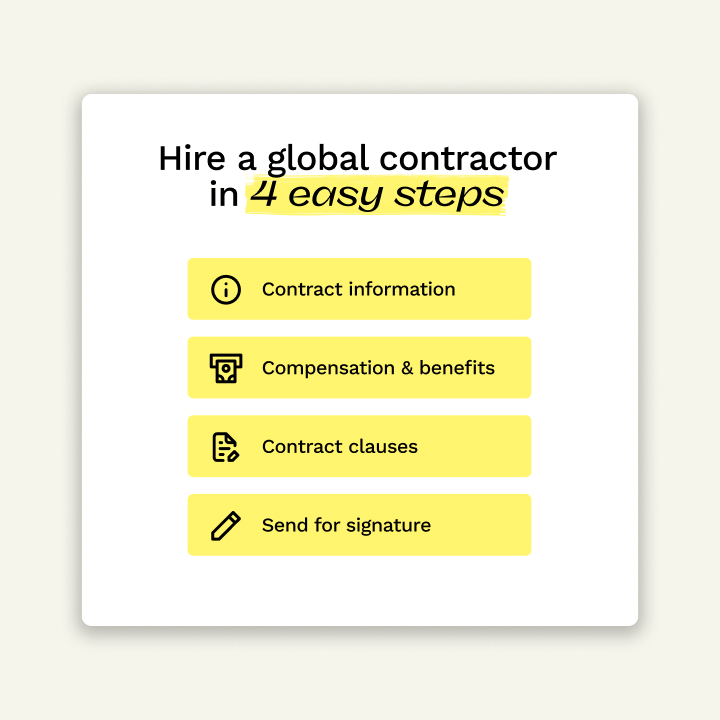 Hire a global contractor
in 4 easy steps
Contract information
Compensation & benefits
Contract clauses
Send for signature